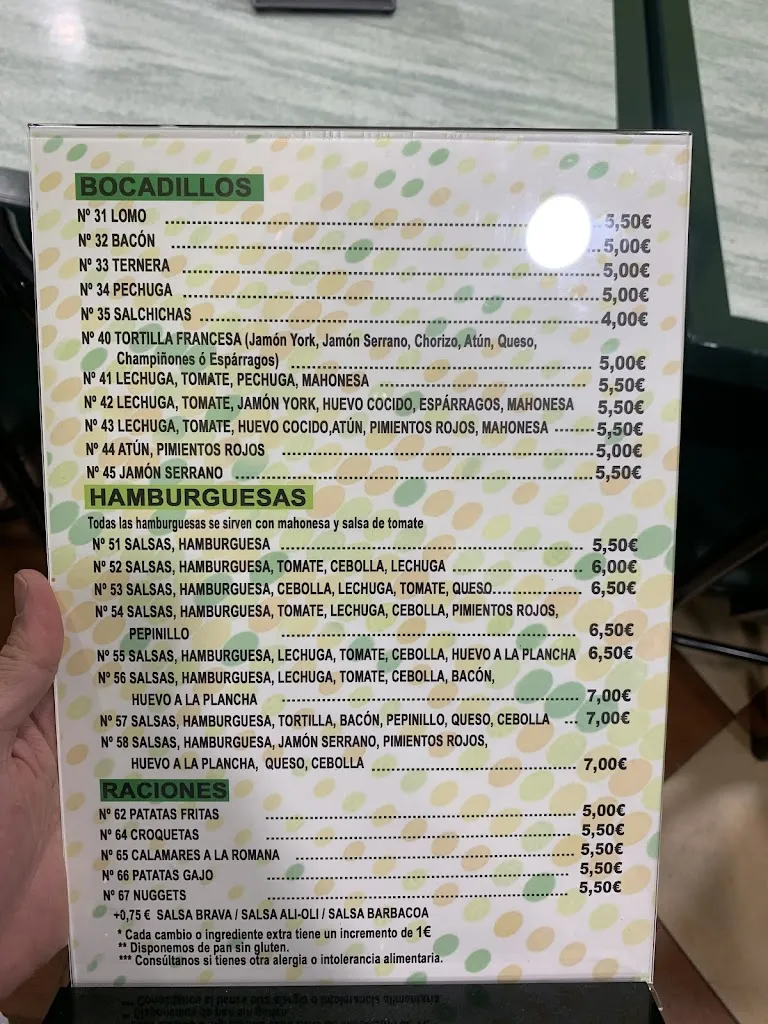 BOCADILLOS
Nº 31 LOMO ........ 5,50€
Nº 32 BACÓN ........ 5,00€
Nº 33 TERNERA ........ 5,00€
Nº 34 PECHUGA ........ 5,00€
Nº 35 SALCHICHAS ........ 4,00€
Nº 40 TORTILLA FRANCESA (Jamón York, Jamón Serrano, Chorizo, Atún, Queso,
Champiñones ó Espárragos) ........ 5,00€
Nº 41 LECHUGA, TOMATE, PECHUGA, MAHONESA ........ 5,50€
Nº 42 LECHUGA, TOMATE, JAMÓN YORK, HUEVO COCIDO, ESPÁRRAGOS, MAHONESA 5,50€
Nº 43 LECHUGA, TOMATE, HUEVO COCIDO,ATÚN, PIMIENTOS ROJOS, MAHONESA ........ 5,50€
Nº 44 ATÚN, PIMIENTOS ROJOS ........ 5,00€
Nº 45 JAMÓN SERRANO ........ 5,50€
HAMBURGUESAS
Todas las hamburguesas se sirven con mahonesa y salsa de tomate
Nº 51 SALSAS, HAMBURGUESA ........ 5,50€
Nº 52 SALSAS, HAMBURGUESA, TOMATE, CEBOLLA, LECHUGA ........ 6,00€
Nº 53 SALSAS, HAMBURGUESA, CEBOLLA, LECHUGA, TOMATE, QUESO ........ 6,50€
Nº 54 SALSAS, HAMBURGUESA, TOMATE, LECHUGA, CEBOLLA, PIMIENTOS ROJOS,
PEPINILLO ........ 6,50€
Nº 55 SALSAS, HAMBURGUESA, LECHUGA, TOMATE, CEBOLLA, HUEVO A LA PLANCHA 6,50€
Nº 56 SALSAS, HAMBURGUESA, LECHUGA, TOMATE, CEBOLLA, BACÓN,
HUEVO A LA PLANCHA ........ 7,00€
Nº 57 SALSAS, HAMBURGUESA, TORTILLA, BACÓN, PEPINILLO, QUESO, CEBOLLA ... 7,00€
Nº 58 SALSAS, HAMBURGUESA, JAMÓN SERRANO, PIMIENTOS ROJOS,
HUEVO A LA PLANCHA, QUESO, CEBOLLA ........ 7,00€
RACIONES
Nº 62 PATATAS FRITAS ........ 5,00€
Nº 64 CROQUETAS ........ 5,50€
Nº 65 CALAMARES A LA ROMANA ........ 5,50€
Nº 66 PATATAS GAJO ........ 5,50€
Nº 67 NUGGETS ........ 5,50€
+0,75 € SALSA BRAVA / SALSA ALI-OLI / SALSA BARBACOA
* Cada cambio o ingrediente extra tiene un incremento de 1€
** Disponemos de pan sin gluten.
*** Consúltanos si tienes otra alergia o intolerancia alimentaría.